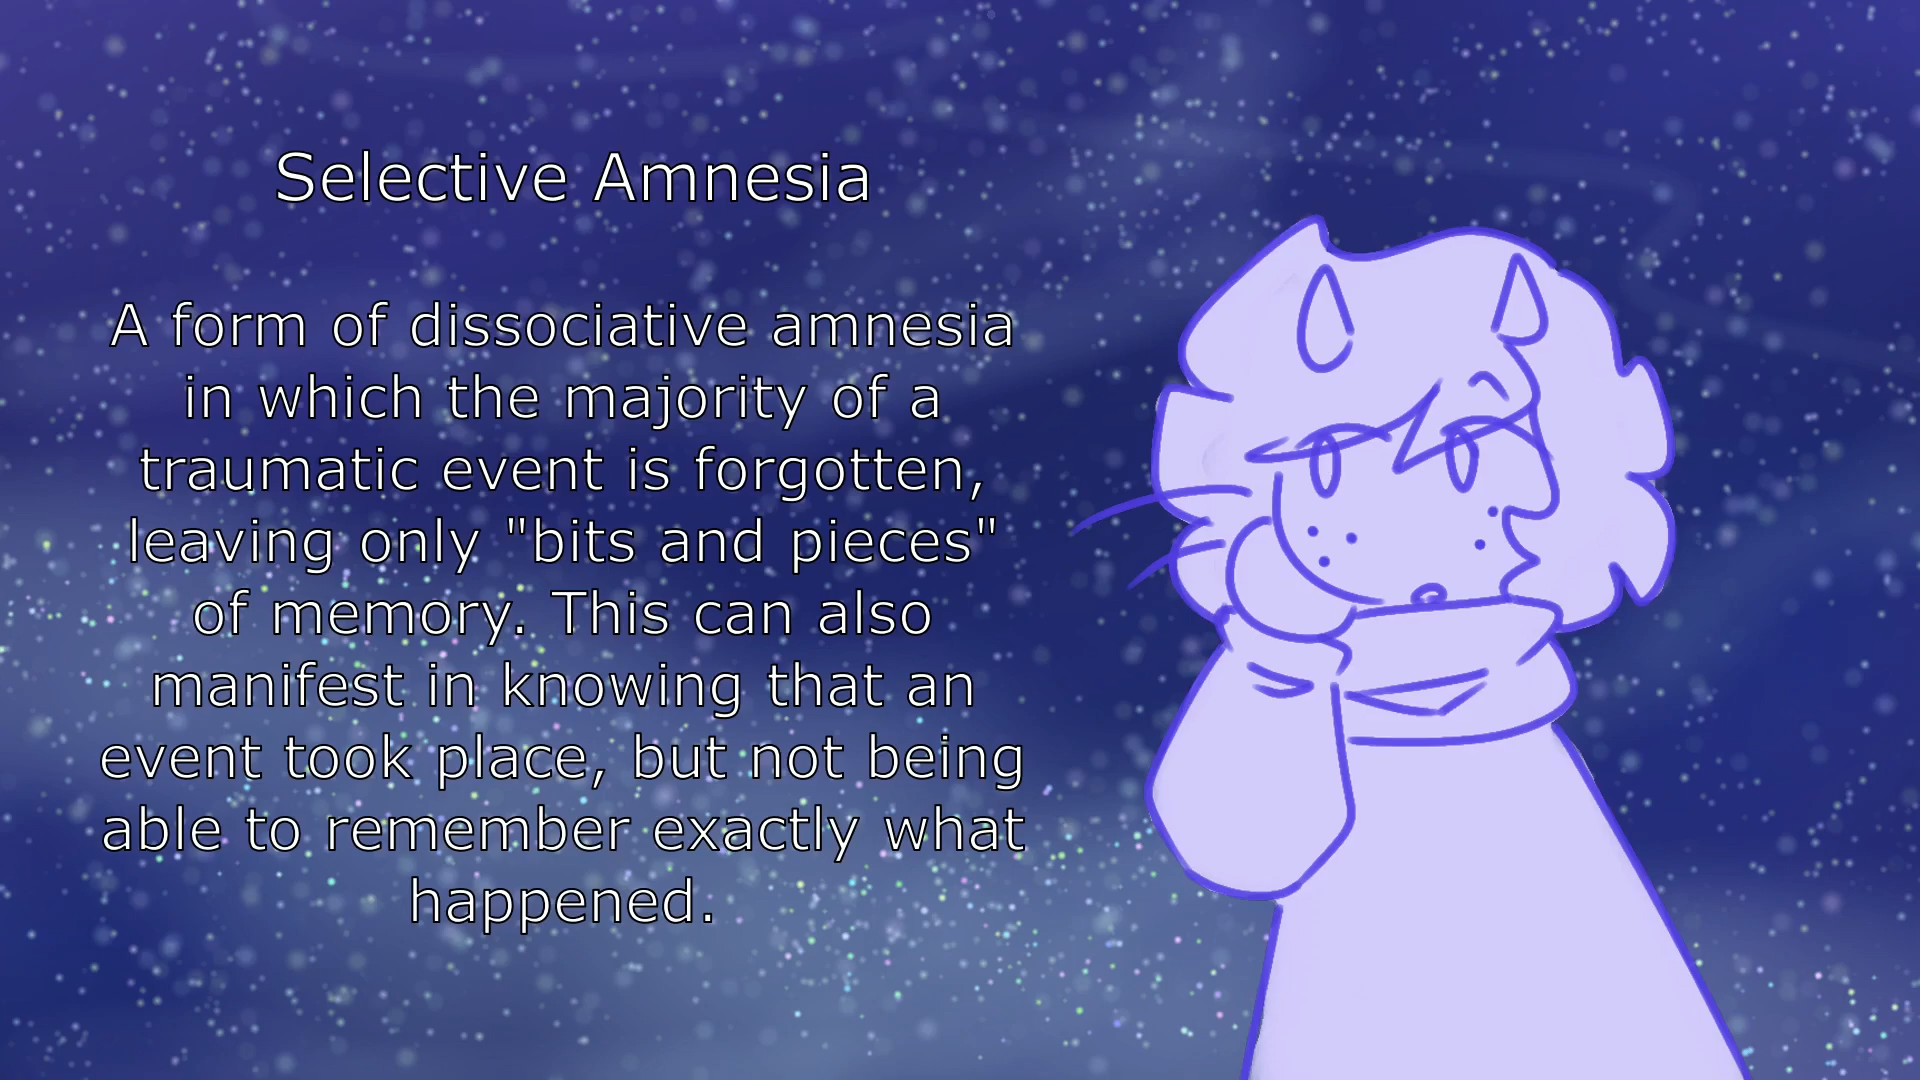 Selective Amnesia
A form of dissociative amnesia
in which the majority of a
traumatic event is forgotten,
leaving only "bits and pieces"
of memory. This can also
manifest in knowing that an
event took place, but not being
able to remember exactly what
happened.